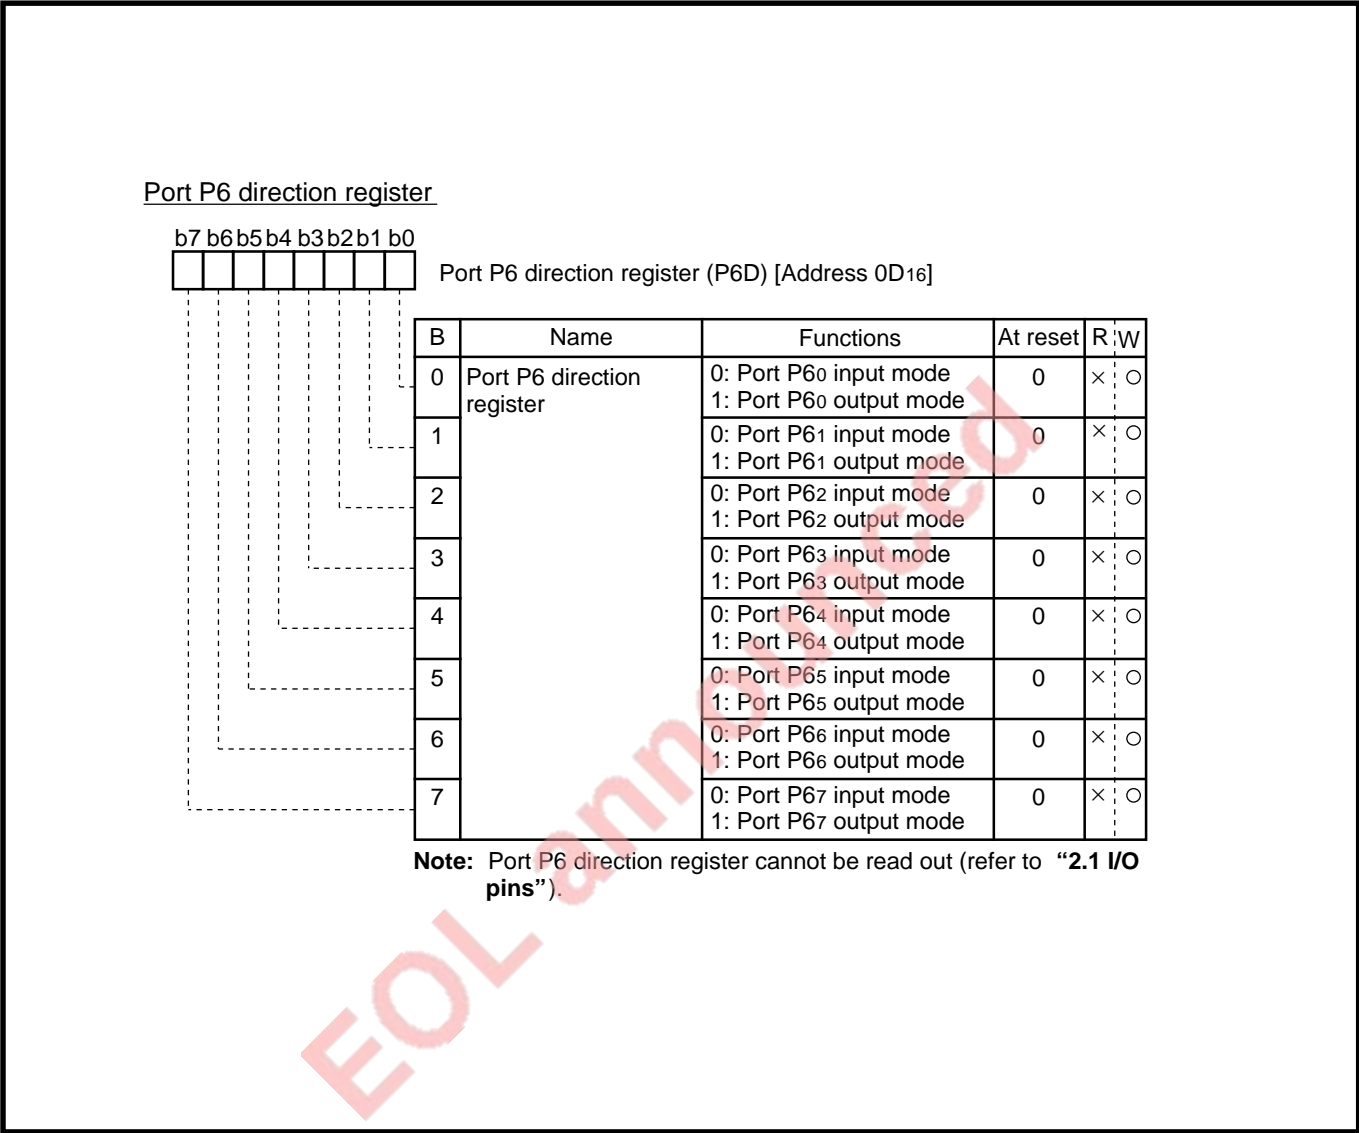 Port P6 direction register
b7 b6 b5 b4 b3 b2 b1 b0
Port P6 direction register (P6D) [Address 0D16]
B Name Functions At reset R W
0 Port P6 direction register 0: Port P60 input mode 0 × ○
1: Port P60 output mode
1 0: Port P61 input mode 0 × ○
1: Port P61 output mode
2 0: Port P62 input mode 0 × ○
1: Port P62 output mode
3 0: Port P63 input mode 0 × ○
1: Port P63 output mode
4 0: Port P64 input mode 0 × ○
1: Port P64 output mode
5 0: Port P65 input mode 0 × ○
1: Port P65 output mode
6 0: Port P66 input mode 0 × ○
1: Port P66 output mode
7 0: Port P67 input mode 0 × ○
1: Port P67 output mode
Note: Port P6 direction register cannot be read out (refer to “2.1 I/O
pins”).
EOL announced